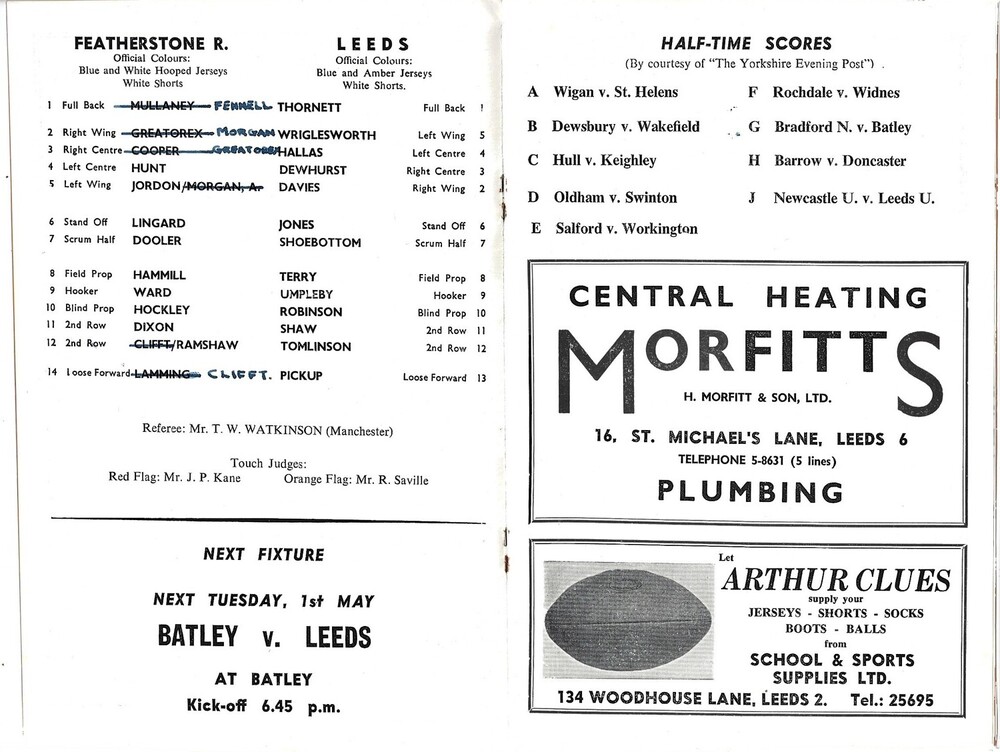 FEATHERSTONE R.
Official Colours:
Blue and White Hooped Jerseys
White Shorts
LEEDS
Official Colours:
Blue and Amber Jerseys
White Shorts.
1 Full Back MULLANEY FENNELL THORNETT Full Back 1
2 Right Wing GREATOREX MORGAN WRIGLESWORTH Left Wing 5
3 Right Centre COOPER GREATOREX HALLAS Left Centre 4
4 Left Centre HUNT DEWHURST Right Centre 3
5 Left Wing JORDON/MORGAN, A. DAVIES Right Wing 2
6 Stand Off LINGARD JONES Stand Off 6
7 Scrum Half DOOLER SHOEBOTTOM Scrum Half 7
8 Field Prop HAMMILL TERRY Field Prop 8
9 Hooker WARD UMPLEBY Hooker 9
10 Blind Prop HOCKLEY ROBINSON Blind Prop 10
11 2nd Row DIXON SHAW 2nd Row 11
12 2nd Row CLIFFT/RAMSHAW TOMLINSON 2nd Row 12
14 Loose Forward LAMMING CLIFFT. PICKUP Loose Forward 13
Referee: Mr. T. W. WATKINSON (Manchester)
Touch Judges:
Red Flag: Mr. J. P. Kane Orange Flag: Mr. R. Saville
NEXT FIXTURE
NEXT TUESDAY, 1st MAY
BATLEY v. LEEDS
AT BATLEY
Kick-off 6.45 p.m.
HALF-TIME SCORES
(By courtesy of "The Yorkshire Evening Post") .
A Wigan v. St. Helens F Rochdale v. Widnes
B Dewsbury v. Wakefield G Bradford N. v. Batley
C Hull v. Keighley H Barrow v. Doncaster
D Oldham v. Swinton J Newcastle U. v. Leeds U.
E Salford v. Workington
CENTRAL HEATING
MORFITTS
H. MORFITT & SON, LTD.
16, ST. MICHAEL'S LANE, LEEDS 6
TELEPHONE 5-8631 (5 lines)
PLUMBING
Let
ARTHUR CLUES
supply your
JERSEYS - SHORTS - SOCKS
BOOTS - BALLS
from
SCHOOL & SPORTS
SUPPLIES LTD.
134 WOODHOUSE LANE, LEEDS 2. Tel.: 25695